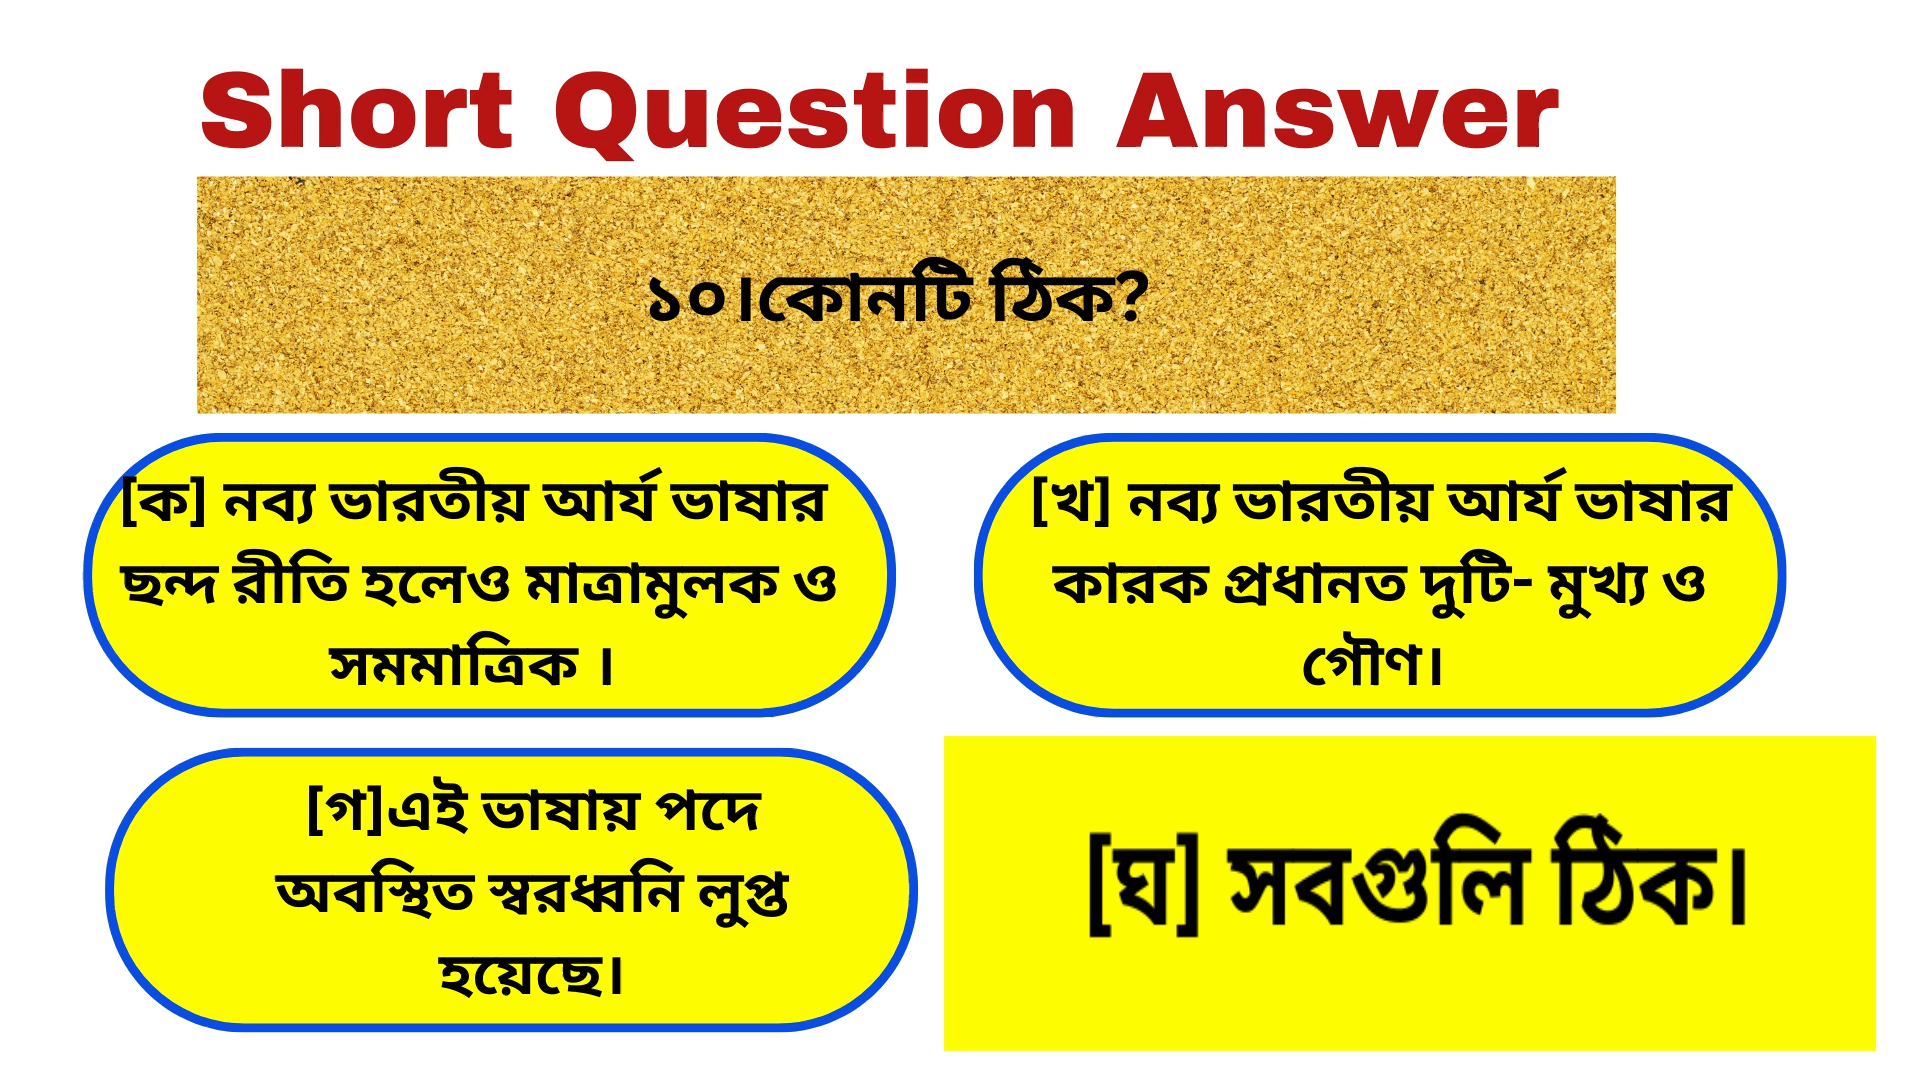 Short Question Answer
১০।কোনটি ঠিক?
[ক] নব্য ভারতীয় আর্য ভাষার
ছন্দ রীতি হলেও মাত্রামুলক ও
সমমাত্রিক ।
[খ] নব্য ভারতীয় আর্য ভাষার
কারক প্রধানত দুটি- মুখ্য ও
গৌণ।
[গ]এই ভাষায় পদে
অবস্থিত স্বরধ্বনি লুপ্ত
হয়েছে।
[ঘ] সবগুলি ঠিক।